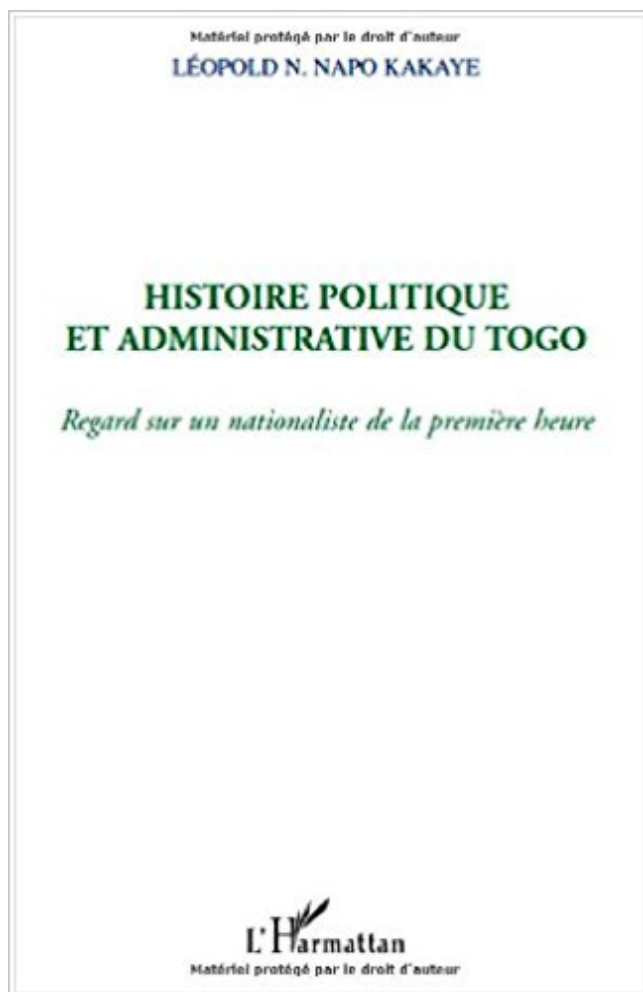 Matériel protégé par le droit d'auteur
LÉOPOLD N. NAPO KAKAYE
HISTOIRE POLITIQUE
ET ADMINISTRATIVE DU TOGO
Regard sur un nationaliste de la première heure
L'Harmattan
Matériel protégé par le droit d'auteur